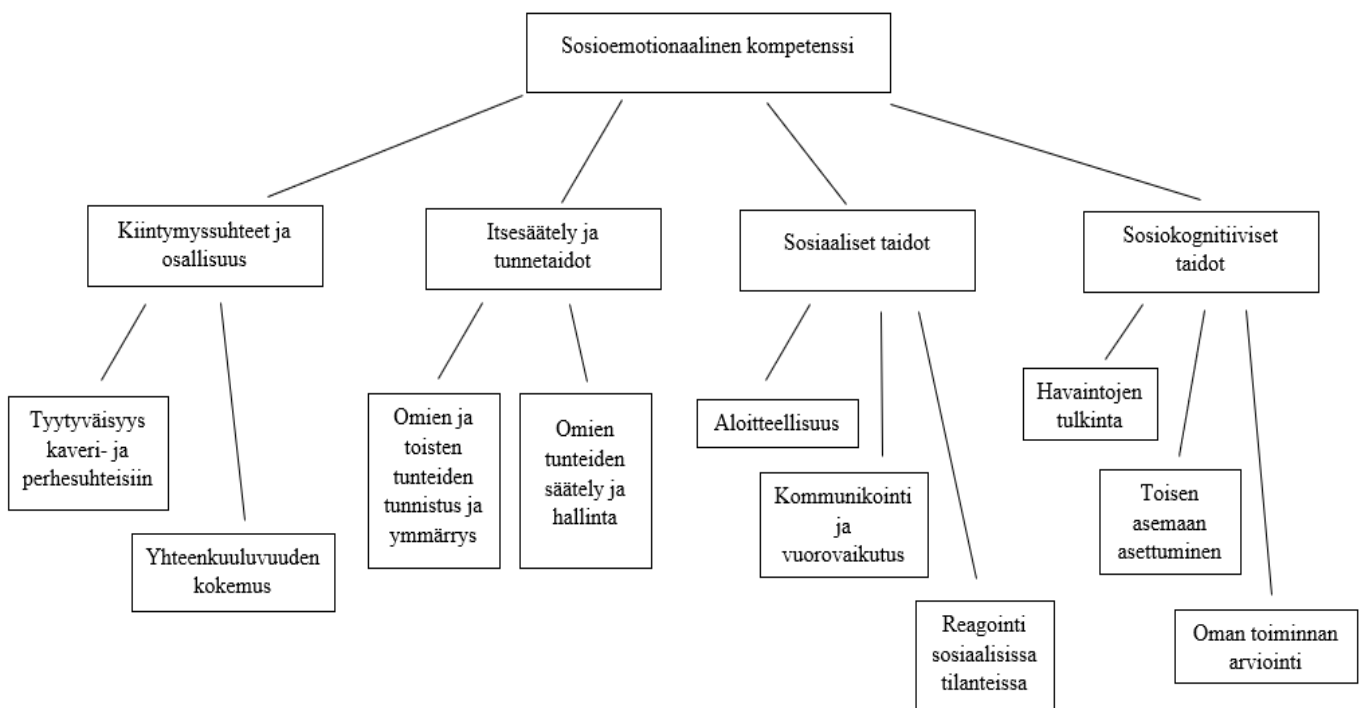 Sosioemotionaalinen kompetenssi
Kiintymyssuhteet ja
osallisuus
Itsesäätely ja
tunnetaidot
Sosiaaliset taidot
Sosiokognitiiviset
taidot
Tyytyväisyys
kaveri- ja
perhesuhteisiin
Yhteenkuuluvuuden
kokemus
Omien ja
toisten
tunteiden
tunnistus ja
ymmärrys
Omien
tunteiden
säätely ja
hallinta
Aloitteellisuus
Kommunikointi
ja
vuorovaikutus
Reagointi
sosiaalisissa
tilanteissa
Havaintojen
tulkinta
Toisen
asemaan
asettuminen
Oman toiminnan
arviointi